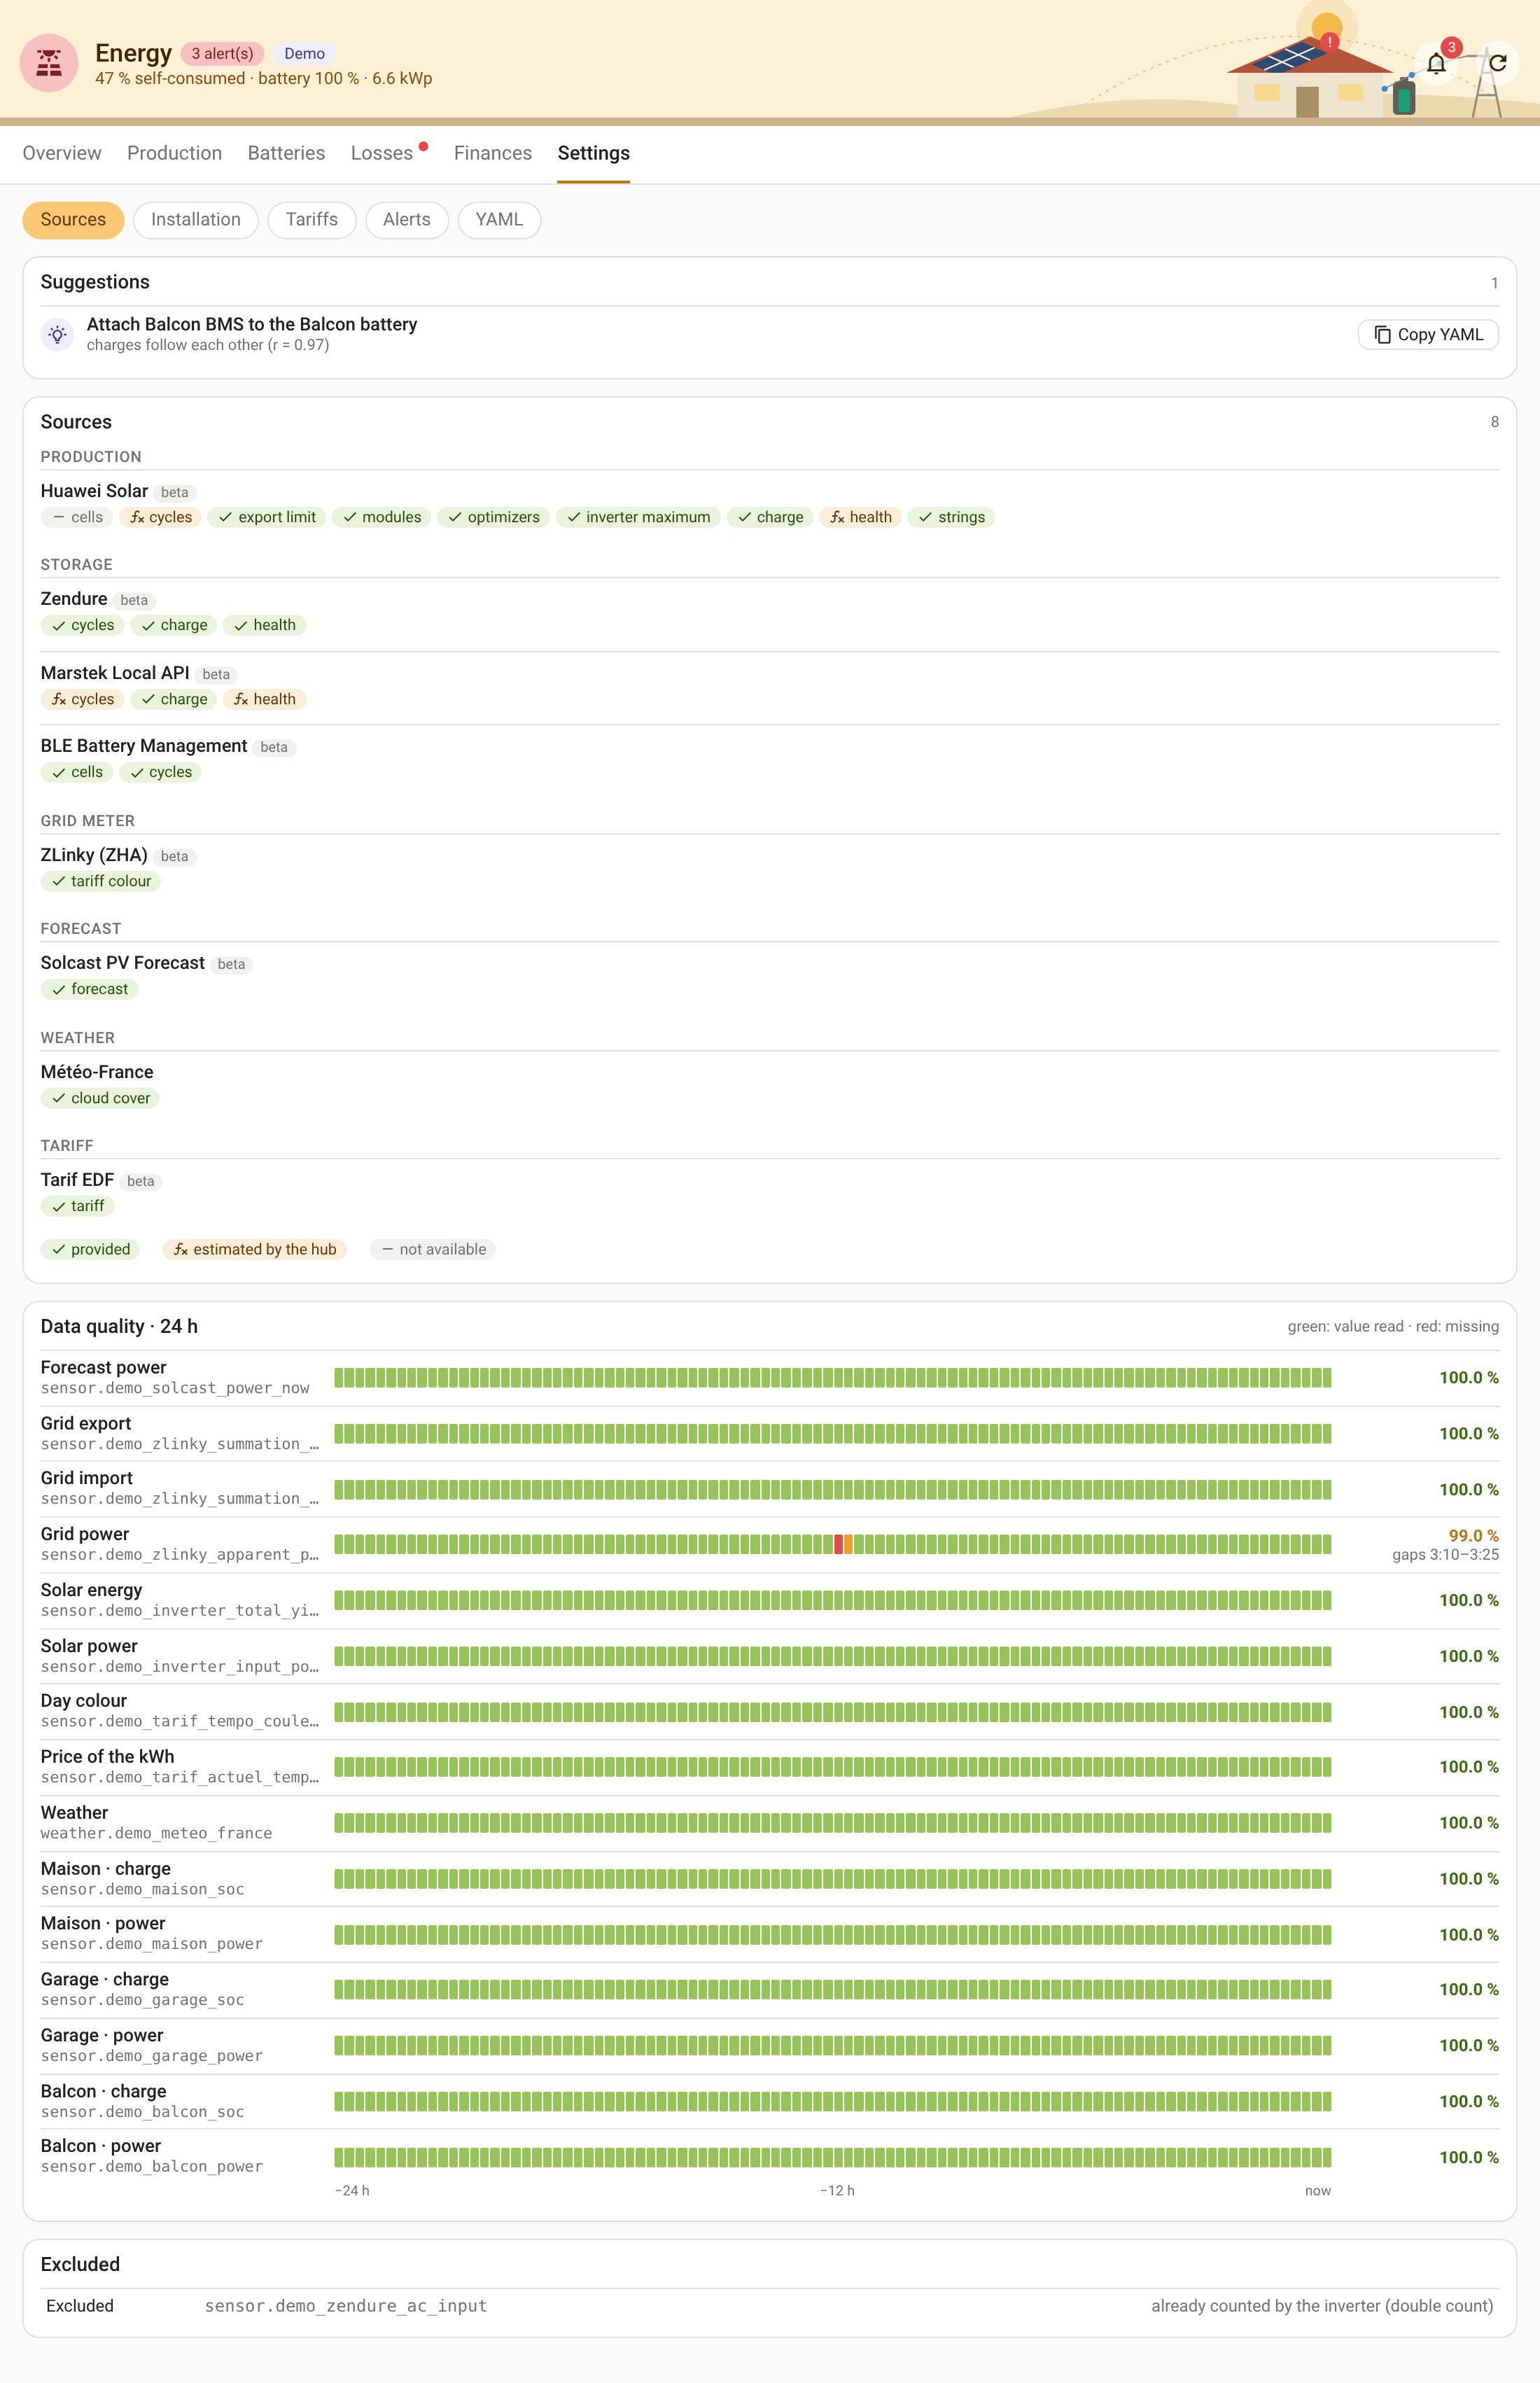 Energy 3 alert(s) Demo
47 % self-consumed · battery 100 % · 6.6 kWp
! 3
Overview Production Batteries Losses Finances Settings
Sources Installation Tariffs Alerts YAML
Suggestions 1
Attach Balcon BMS to the Balcon battery
charges follow each other (r = 0.97)
Copy YAML
Sources 8
PRODUCTION
Huawei Solar beta
cells cycles export limit modules optimizers inverter maximum charge health strings
STORAGE
Zendure beta
cycles charge health
Marstek Local API beta
cycles charge health
BLE Battery Management beta
cells cycles
GRID METER
ZLinky (ZHA) beta
tariff colour
FORECAST
Solcast PV Forecast beta
forecast
WEATHER
Météo-France
cloud cover
TARIFF
Tarif EDF beta
tariff
provided estimated by the hub not available
Data quality · 24 h green: value read · red: missing
Forecast power
sensor.demo_solcast_power_now
100.0 %
Grid export
sensor.demo_zlinky_summation_…
100.0 %
Grid import
sensor.demo_zlinky_summation_…
100.0 %
Grid power
sensor.demo_zlinky_apparent_p…
99.0 %
gaps 3:10–3:25
Solar energy
sensor.demo_inverter_total_yi…
100.0 %
Solar power
sensor.demo_inverter_input_po…
100.0 %
Day colour
sensor.demo_tarif_tempo_coule…
100.0 %
Price of the kWh
sensor.demo_tarif_actuel_temp…
100.0 %
Weather
weather.demo_meteo_france
100.0 %
Maison · charge
sensor.demo_maison_soc
100.0 %
Maison · power
sensor.demo_maison_power
100.0 %
Garage · charge
sensor.demo_garage_soc
100.0 %
Garage · power
sensor.demo_garage_power
100.0 %
Balcon · charge
sensor.demo_balcon_soc
100.0 %
Balcon · power
sensor.demo_balcon_power
100.0 %
−24 h −12 h now
Excluded
Excluded sensor.demo_zendure_ac_input already counted by the inverter (double count)